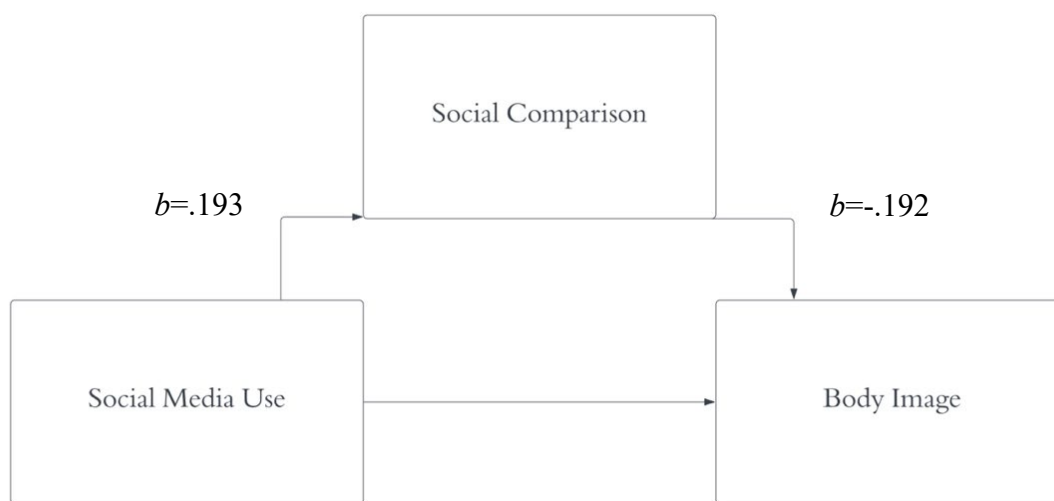 Social Comparison
b=.193
b=-.192
Social Media Use
Body Image